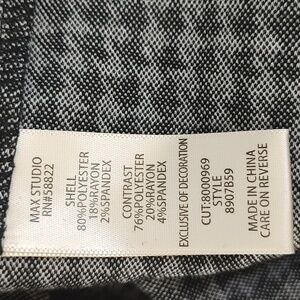 MAX STUDIO
RN#58822
SHELL
80%POLYESTER
18%RAYON
2%SPANDEX
CONTRAST
76%POLYESTER
20%RAYON
4%SPANDEX
EXCLUSIVE OF DECORATION
CUT:8000969
STYLE
8907B59
MADE IN CHINA
CARE ON REVERSE